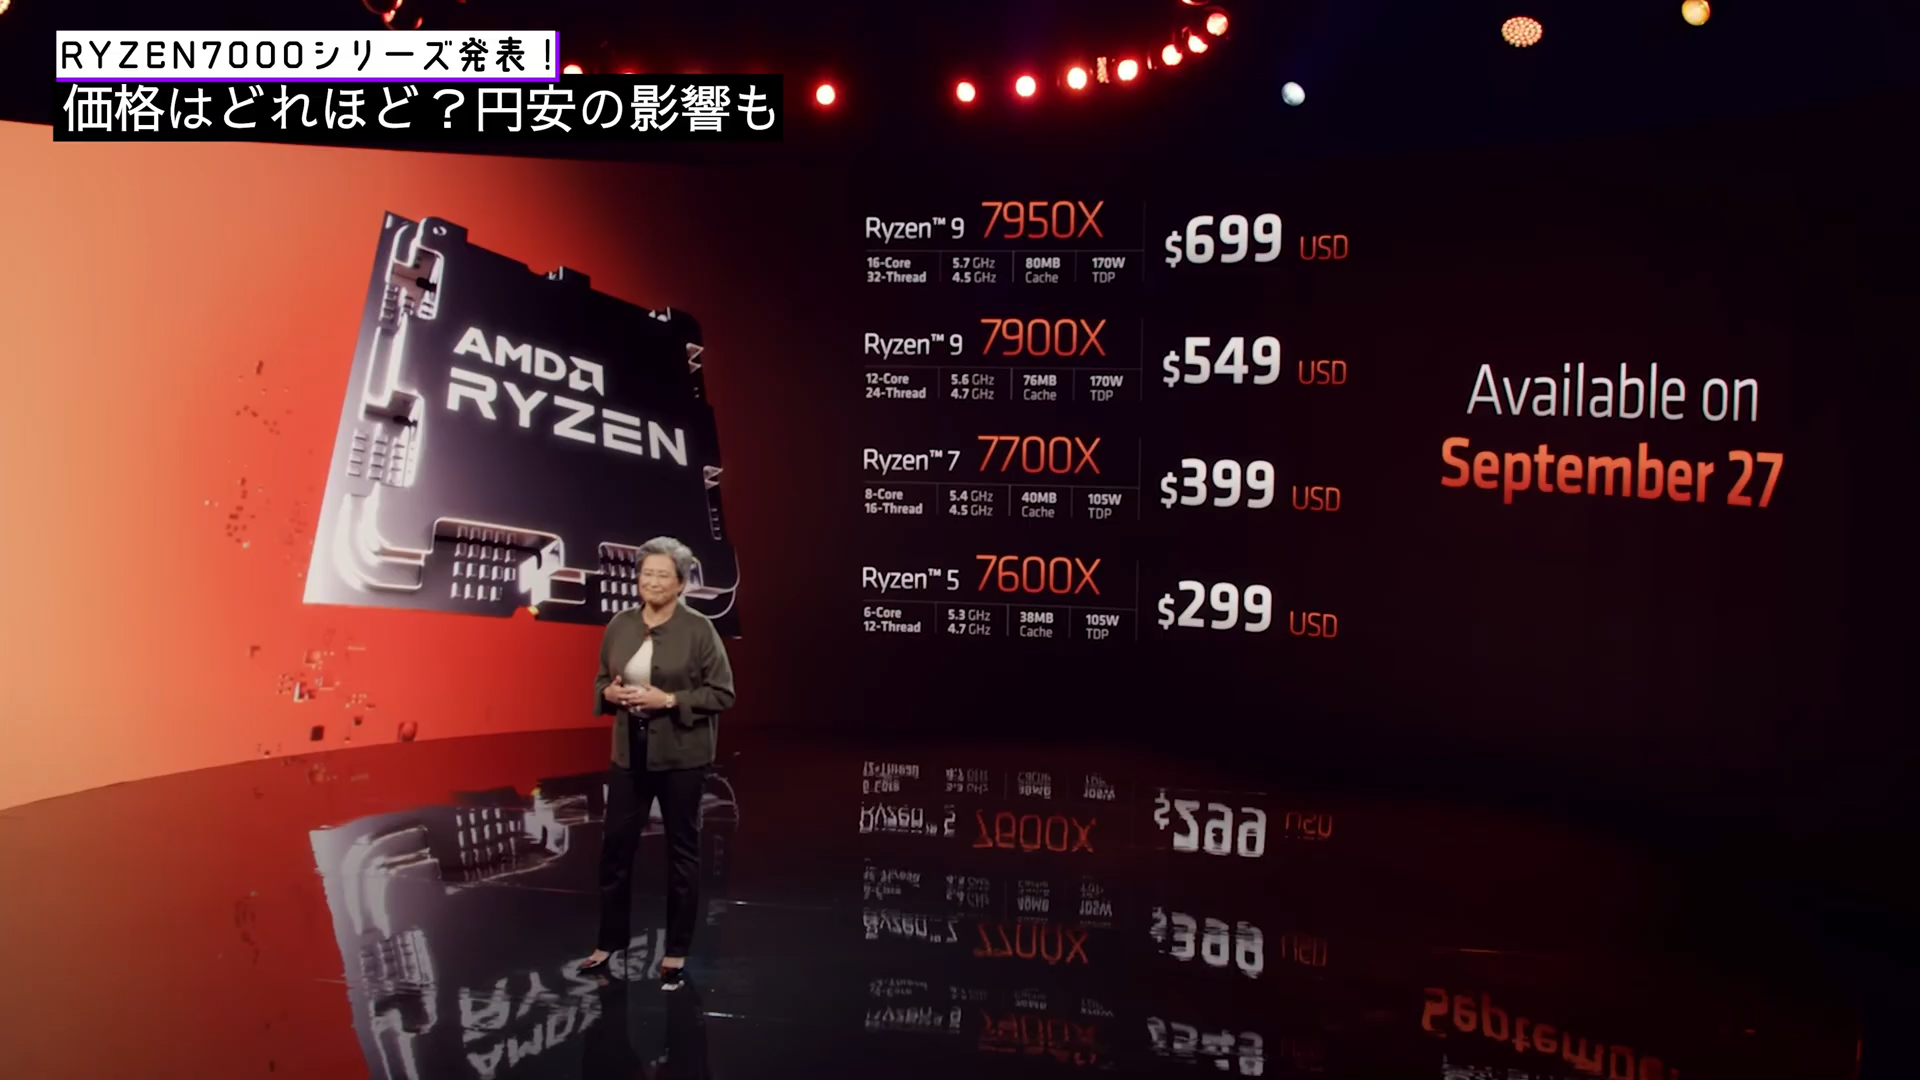 RYZEN7000シリーズ発表！
価格はどれほど？円安の影響も
AMD
RYZEN
Ryzen™ 9 7950X
16-Core 32-Thread 5.7 GHz 4.5 GHz 80MB Cache 170W TDP
$699 USD
Ryzen™ 9 7900X
12-Core 24-Thread 5.6 GHz 4.7 GHz 76MB Cache 170W TDP
$549 USD
Ryzen™ 7 7700X
8-Core 16-Thread 5.4 GHz 4.5 GHz 40MB Cache 105W TDP
$399 USD
Ryzen™ 5 7600X
6-Core 12-Thread 5.3 GHz 4.7 GHz 38MB Cache 105W TDP
$299 USD
Available on
September 27